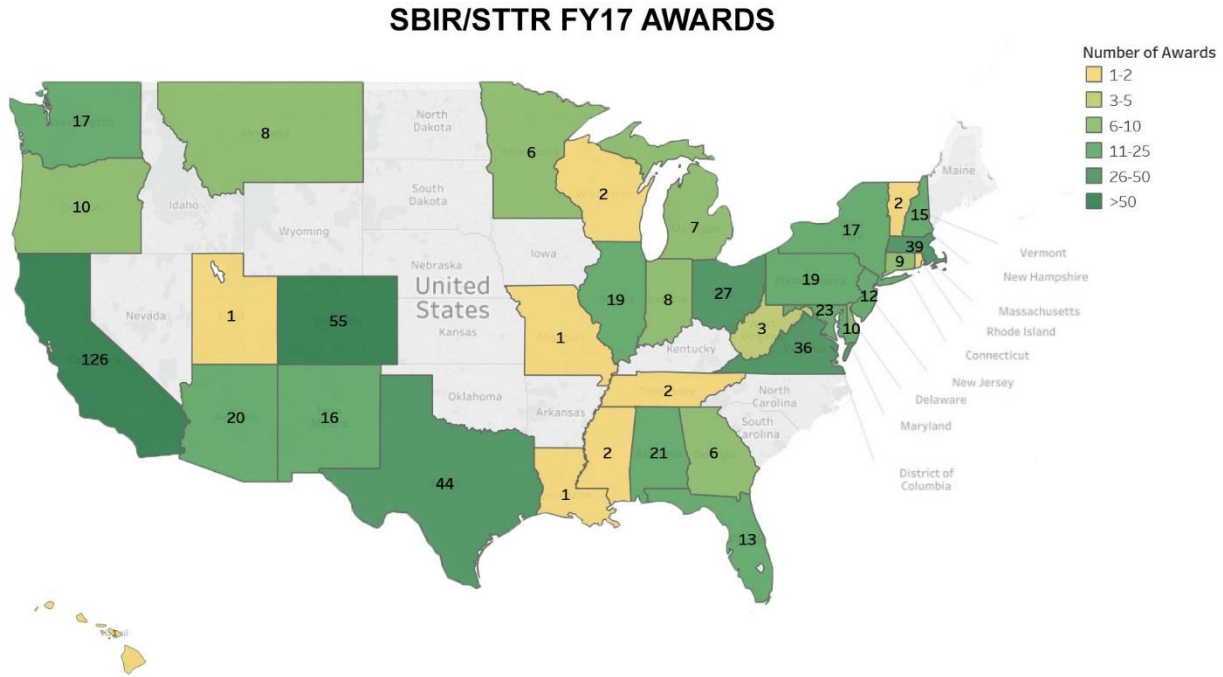 SBIR/STTR FY17 AWARDS
Number of Awards
1-2
3-5
6-10
11-25
26-50
>50
17
8
North
Dakota
6
2
7
Maine
10
Idaho
South
Dakota
Wyoming
Iowa
Nebraska
United
States
Nevada
1
55
Kansas
1
126
19
8
27
19
17
2
15
39
9
12
23
10
3
36
Kentucky
Vermont
New Hampshire
Massachusetts
Rhode Island
Connecticut
New Jersey
Delaware
Maryland
District of
Columbia
20
16
Oklahoma
Arkansas
2
North
Carolina
South
Carolina
44
1
2
21
6
13